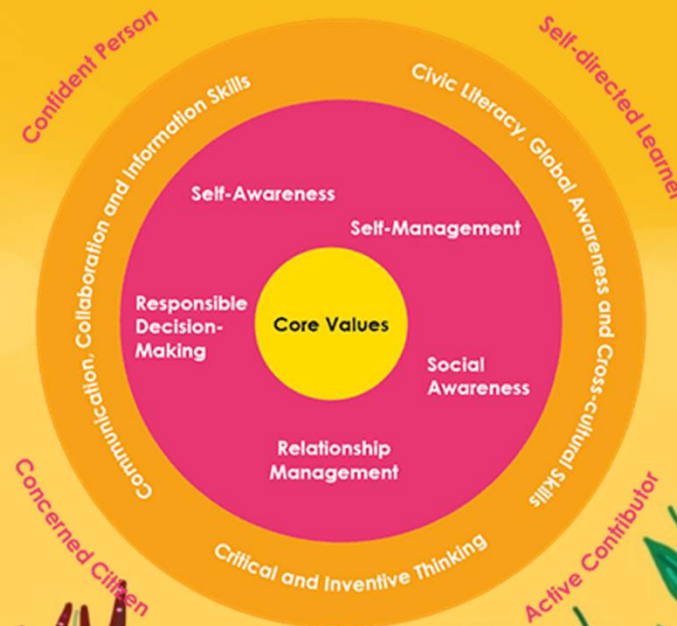 Confident Person
Self-directed Learner
Communication, Collaboration and Information Skills
Civic Literacy, Global Awareness and Cross-cultural Skills
Self-Awareness
Self-Management
Responsible
Decision-
Making
Core Values
Social
Awareness
Relationship
Management
Critical and Inventive Thinking
Concerned Citizen
Active Contributor